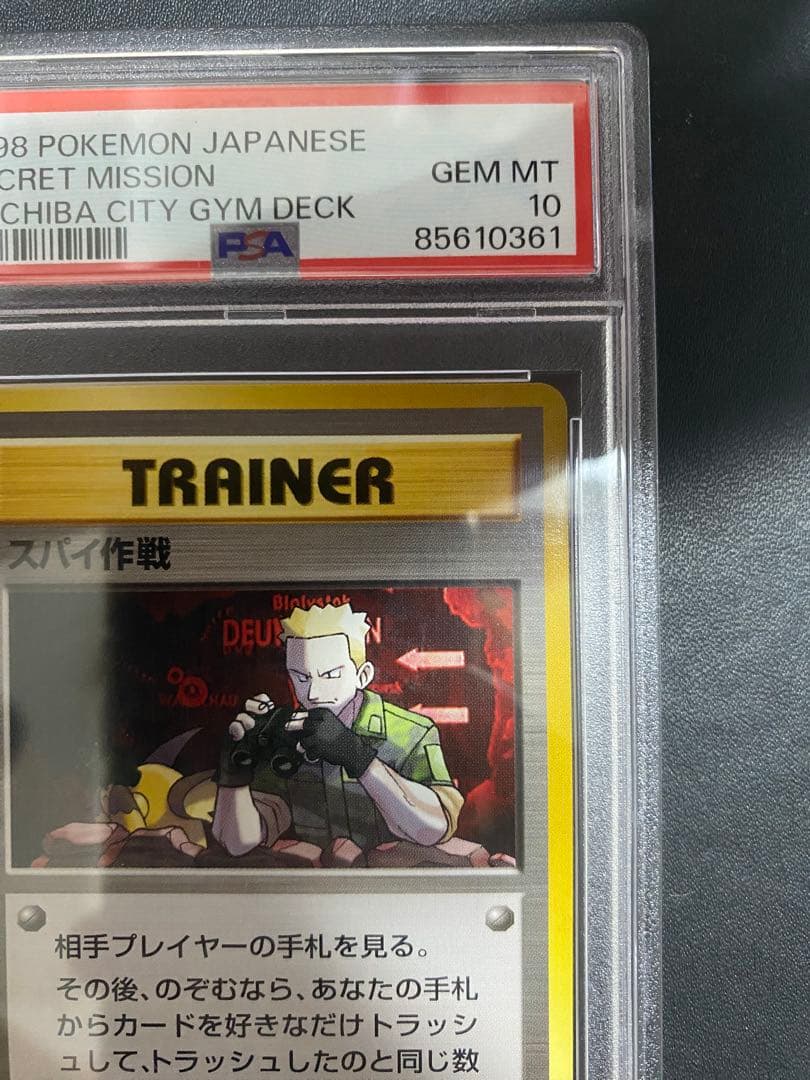 98 POKEMON JAPANESE
CRET MISSION
GEM MT
CHIBA CITY GYM DECK
10
PSA
85610361
TRAINER
スパイ作戦
Bialystok
DEU
相手プレイヤーの手札を見る。
その後、のぞむなら、あなたの手札
からカードを好きなだけトラッシ
ュして、トラッシュしたのと同じ数